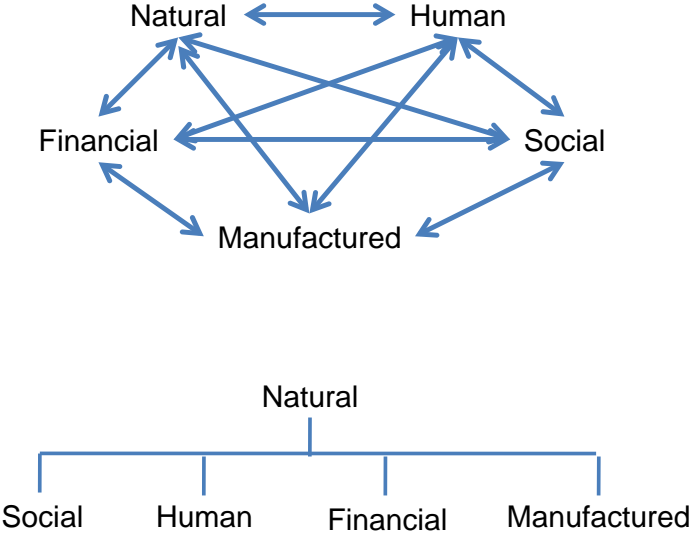 Natural Human
Financial Social
Manufactured
Natural
Social Human Financial Manufactured